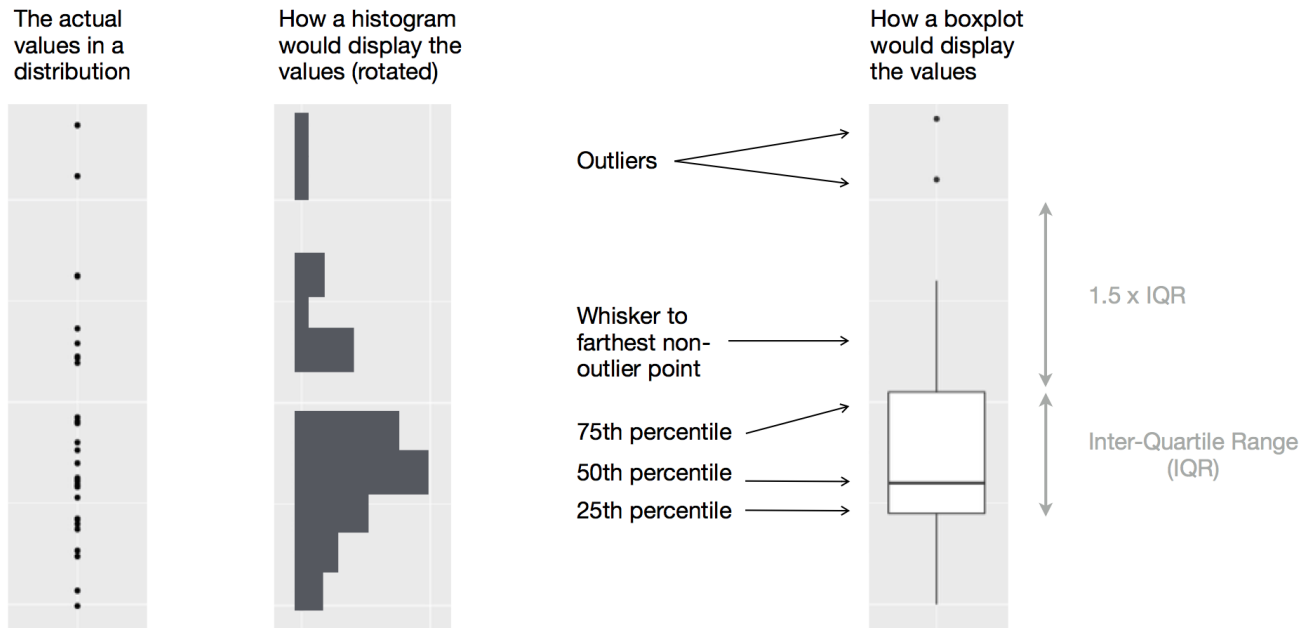 The actual
values in a
distribution
How a histogram
would display the
values (rotated)
How a boxplot
would display
the values
Outliers
1.5 x IQR
Whisker to
farthest non-
outlier point
75th percentile
50th percentile
25th percentile
Inter-Quartile Range
(IQR)